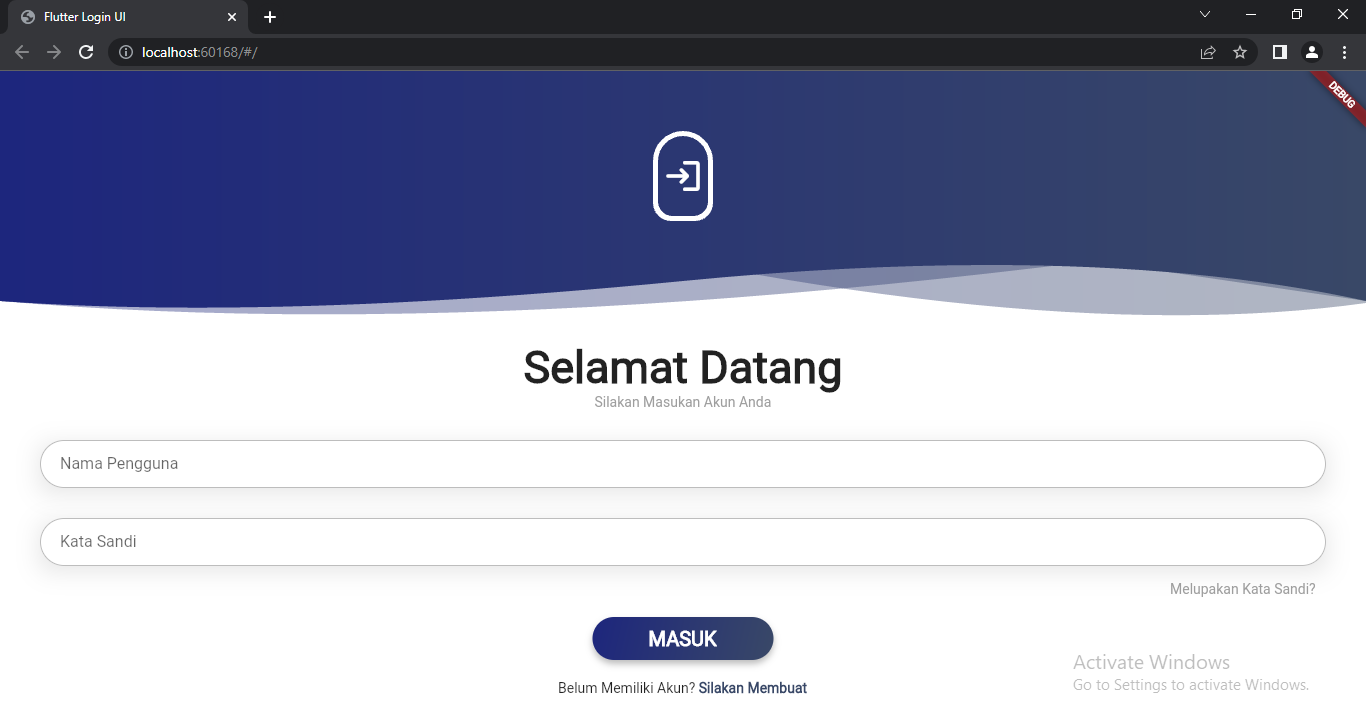 Flutter Login UI
localhost:60168/#/
DEBUG
Selamat Datang
Silakan Masukan Akun Anda
Nama Pengguna
Kata Sandi
Melupakan Kata Sandi?
MASUK
Activate Windows
Go to Settings to activate Windows.
Belum Memiliki Akun? Silakan Membuat